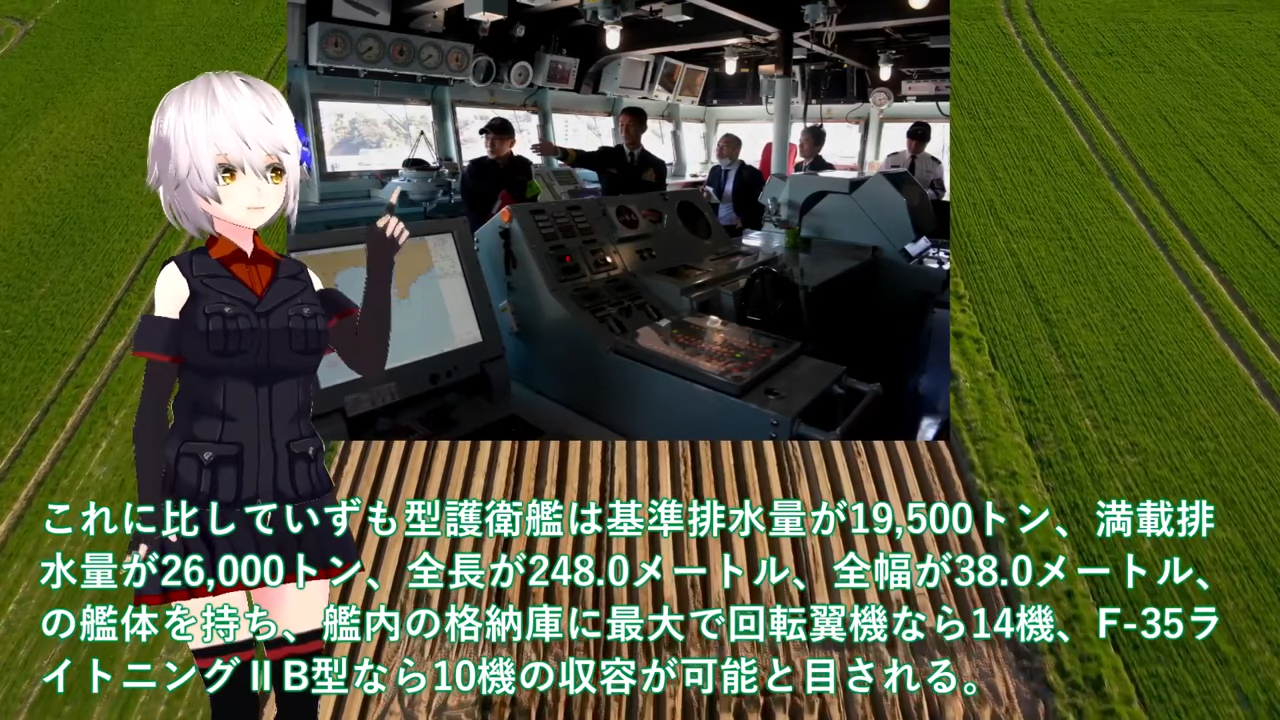 これに比していずも型護衛艦は基準排水量が19,500トン、満載排
水量が26,000トン、全長が248.0メートル、全幅が38.0メートル、
の艦体を持ち、艦内の格納庫に最大で回転翼機なら14機、F-35ラ
イトニングⅡB型なら10機の収容が可能と目される。